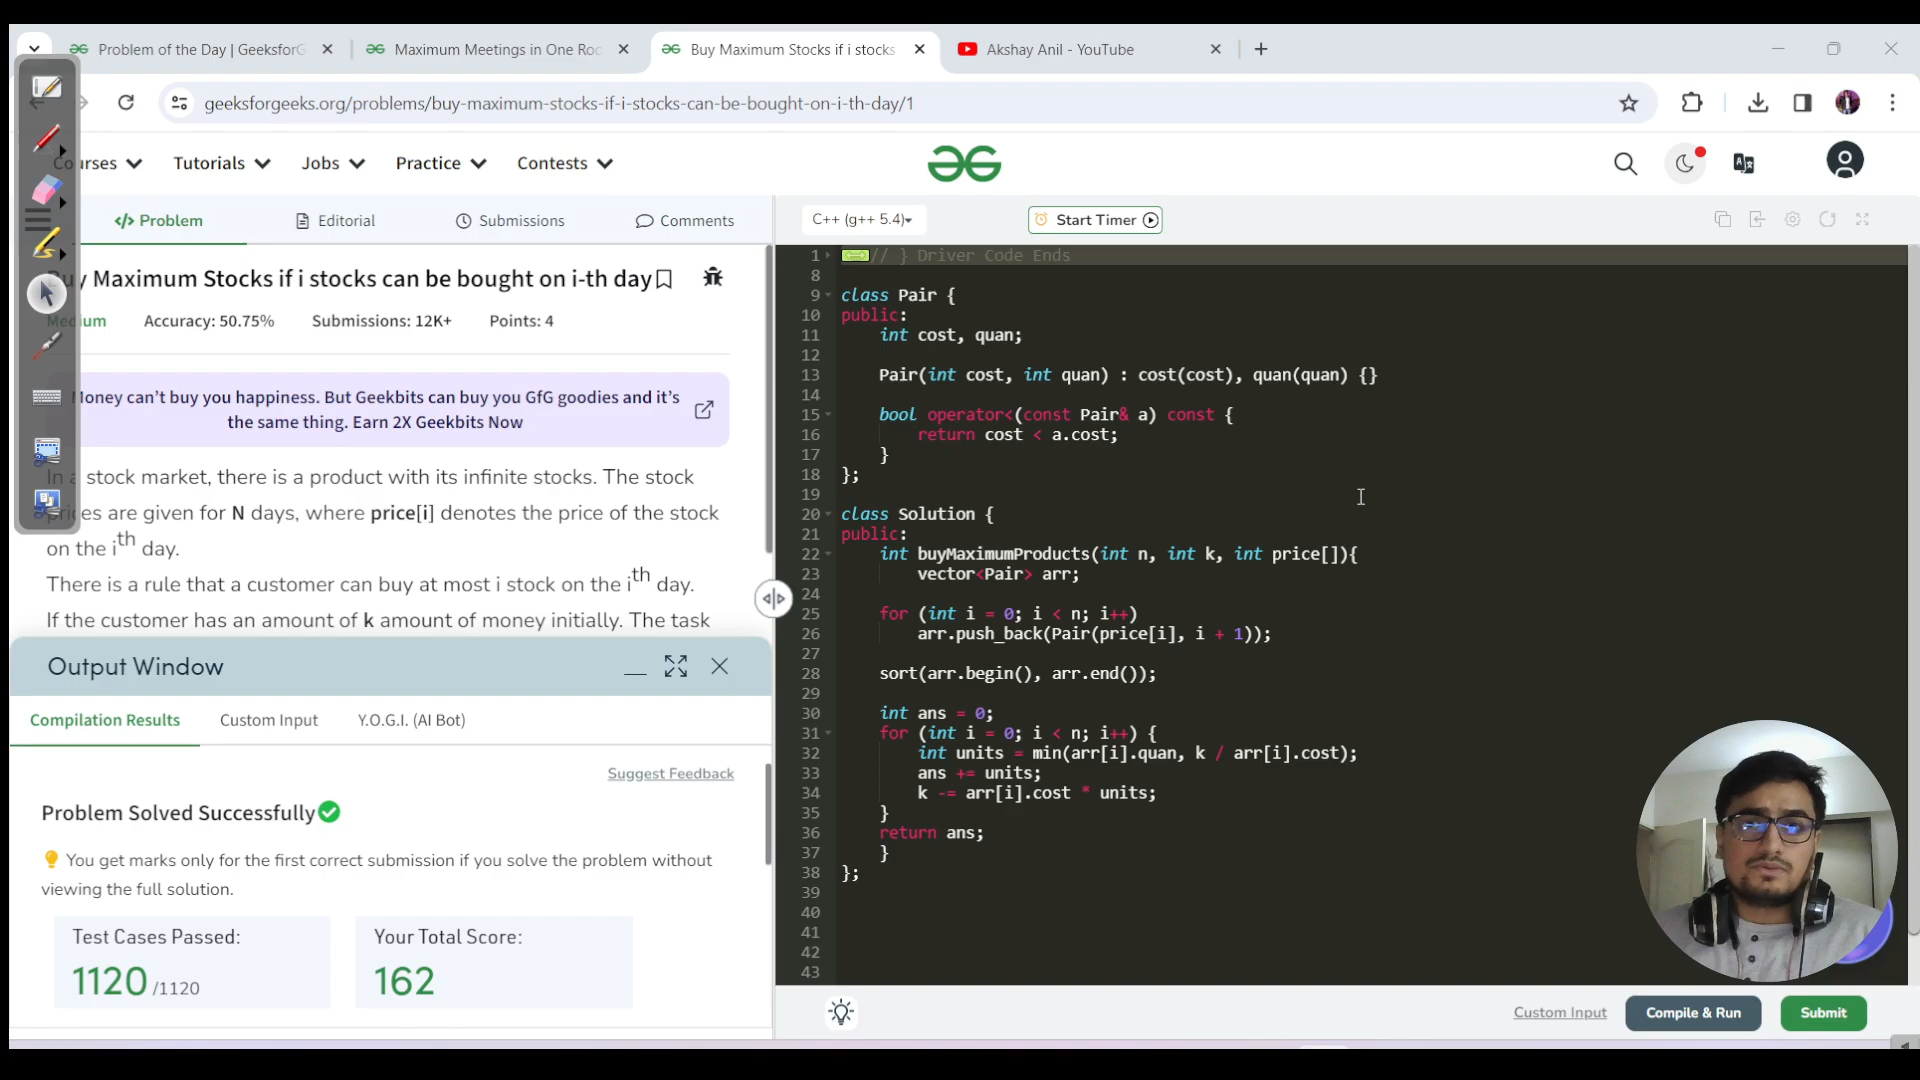 Problem of the Day | GeeksforG
Maximum Meetings in One Roo
Buy Maximum Stocks if i stocks
Akshay Anil - YouTube
geeksforgeeks.org/problems/buy-maximum-stocks-if-i-stocks-can-be-bought-on-i-th-day/1
ourses
Tutorials
Jobs
Practice
Contests
</> Problem
Editorial
Submissions
Comments
C++ (g++ 5.4)
Start Timer
y Maximum Stocks if i stocks can be bought on i-th day
Medium Accuracy: 50.75% Submissions: 12K+ Points: 4
Money can't buy you happiness. But Geekbits can buy you GfG goodies and it's
the same thing. Earn 2X Geekbits Now
In a stock market, there is a product with its infinite stocks. The stock
prices are given for N days, where price[i] denotes the price of the stock
on the ith day.
There is a rule that a customer can buy at most i stock on the ith day.
If the customer has an amount of k amount of money initially. The task
Output Window
Compilation Results
Custom Input
Y.O.G.I. (AI Bot)
Suggest Feedback
Problem Solved Successfully
You get marks only for the first correct submission if you solve the problem without
viewing the full solution.
Test Cases Passed:
1120 /1120
Your Total Score:
162
1 // } Driver Code Ends
8
9 class Pair {
10 public:
11 int cost, quan;
12
13 Pair(int cost, int quan) : cost(cost), quan(quan) {}
14
15 bool operator<(const Pair& a) const {
16 return cost < a.cost;
17 }
18 };
19
20 class Solution {
21 public:
22 int buyMaximumProducts(int n, int k, int price[]){
23 vector<Pair> arr;
24
25 for (int i = 0; i < n; i++)
26 arr.push_back(Pair(price[i], i + 1));
27
28 sort(arr.begin(), arr.end());
29
30 int ans = 0;
31 for (int i = 0; i < n; i++) {
32 int units = min(arr[i].quan, k / arr[i].cost);
33 ans += units;
34 k -= arr[i].cost * units;
35 }
36 return ans;
37 }
38 };
39
40
41
42
43
Custom Input
Compile & Run
Submit